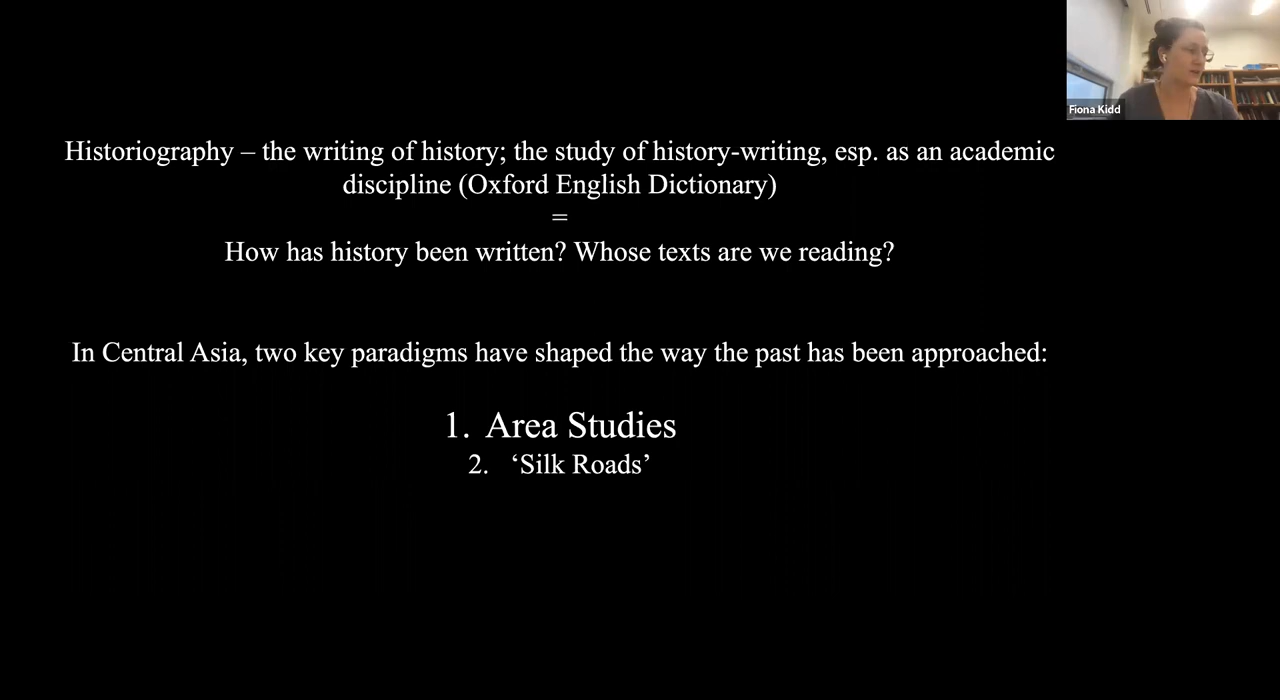 Fiona Kidd
Historiography – the writing of history; the study of history-writing, esp. as an academic
discipline (Oxford English Dictionary)
=
How has history been written? Whose texts are we reading?
In Central Asia, two key paradigms have shaped the way the past has been approached:
1. Area Studies
2. ‘Silk Roads’